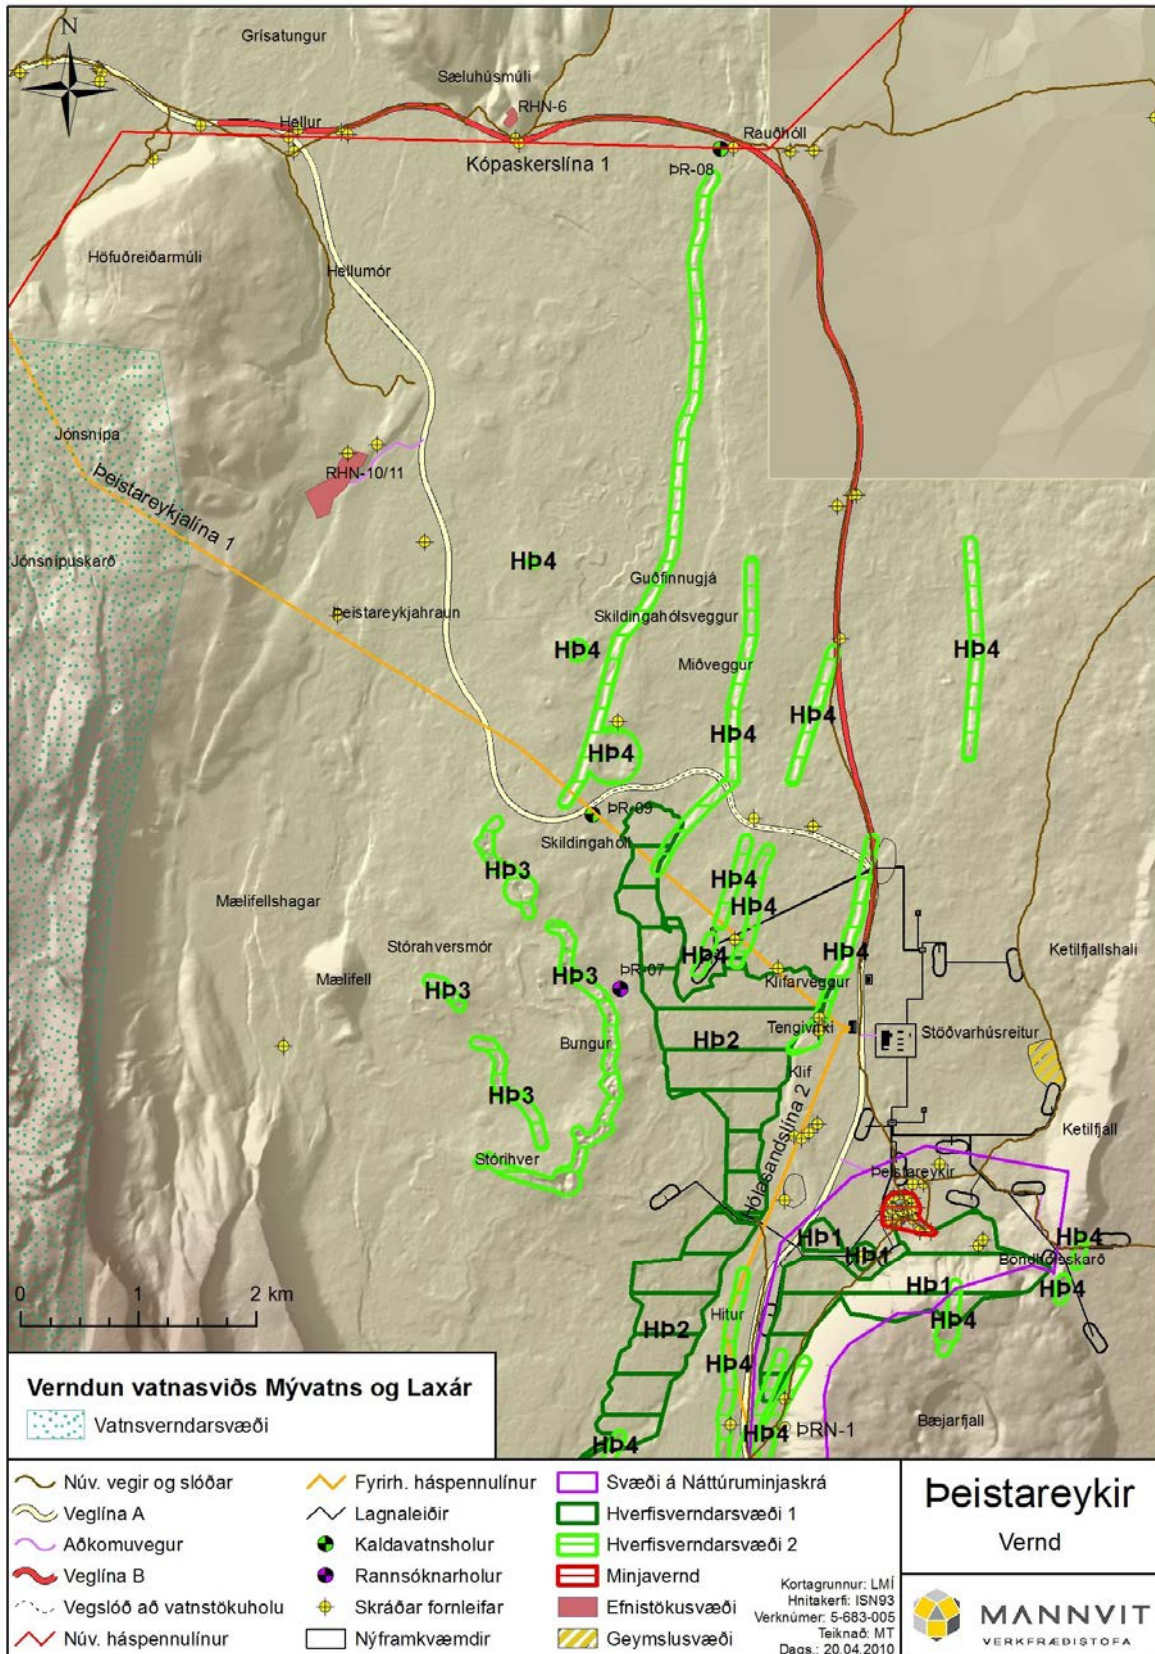 N
Grísatungur
Sæluhúsmúli
RHN-6
Hellur
Rauðhóll
Kópaskerslína 1
ÞR-08
Höfuðreiðarmúli
Hellumór
Jónsnípa
RHN-10/11
Þeistareykjalína 1
Jónsnípuskarð
HÞ4
Guðfinnugjá
Þeistareykjahraun
Skildingahólsveggur
HÞ4
HÞ4
Miðveggur
HÞ4
HÞ4
HÞ4
ÞR-09
Skildingahóll
HÞ3
HÞ4
Mælifellshagar
HÞ4
Stórahversmór
HÞ4
HÞ4
Ketilfjallshali
Mælifell
HÞ3
HÞ3
ÞR-07
Klifarveggur
Tengivirki
Stöðvarhúsreitur
Bungur
HÞ2
Klif
HÞ3
Ketilfjall
Stórihver
Hólasandslína 2
Þeistareykir
HÞ1
HÞ1
HÞ4
Bóndhólsskarð
0 1 2 km
Hitur
HÞ1
HÞ4
HÞ2
HÞ4
HÞ4
Verndun vatnasviðs Mývatns og Laxár
Vatnsverndarsvæði
HÞ4
HÞ4
ÞRN-1
Bæjarfjall
Núv. vegir og slóðar
Veglína A
Aðkomuvegur
Veglína B
Vegslóð að vatnstökuholu
Núv. háspennulínur
Fyrirh. háspennulínur
Lagnaleiðir
Kaldavatnsholur
Rannsóknarholur
Skráðar fornleifar
Nýframkvæmdir
Svæði á Náttúruminjaskrá
Hverfisverndarsvæði 1
Hverfisverndarsvæði 2
Minjavernd
Efnistökusvæði
Geymslusvæði
Kortagrunnur: LMÍ
Hnitakerfi: ISN93
Verknúmer: 5-683-005
Teiknað: MT
Dags.: 20.04.2010
Þeistareykir
Vernd
MANNVIT
VERKFRÆÐISTOFA